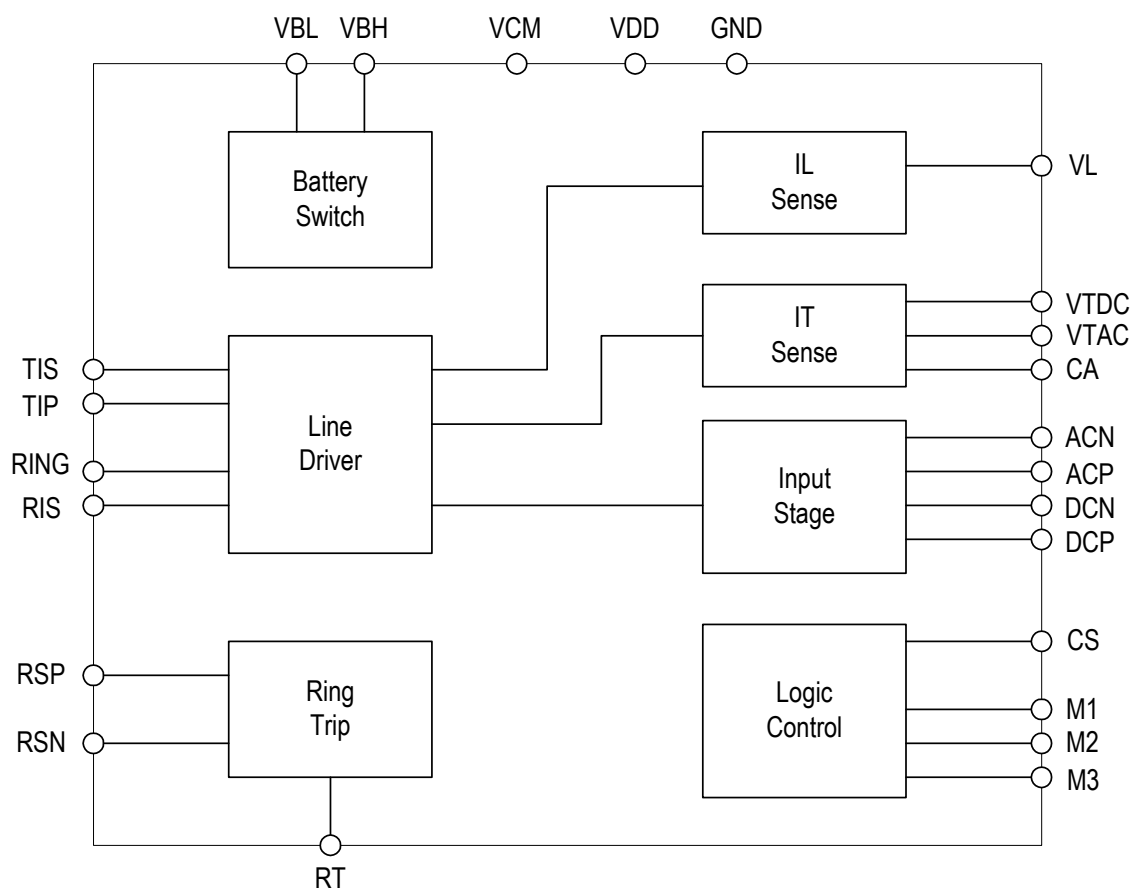 VBL
VBH
VCM
VDD
GND
Battery
Switch
IL
Sense
VL
IT
Sense
VTDC
VTAC
CA
TIS
TIP
RING
RIS
Line
Driver
Input
Stage
ACN
ACP
DCN
DCP
RSP
RSN
Ring
Trip
Logic
Control
CS
M1
M2
M3
RT